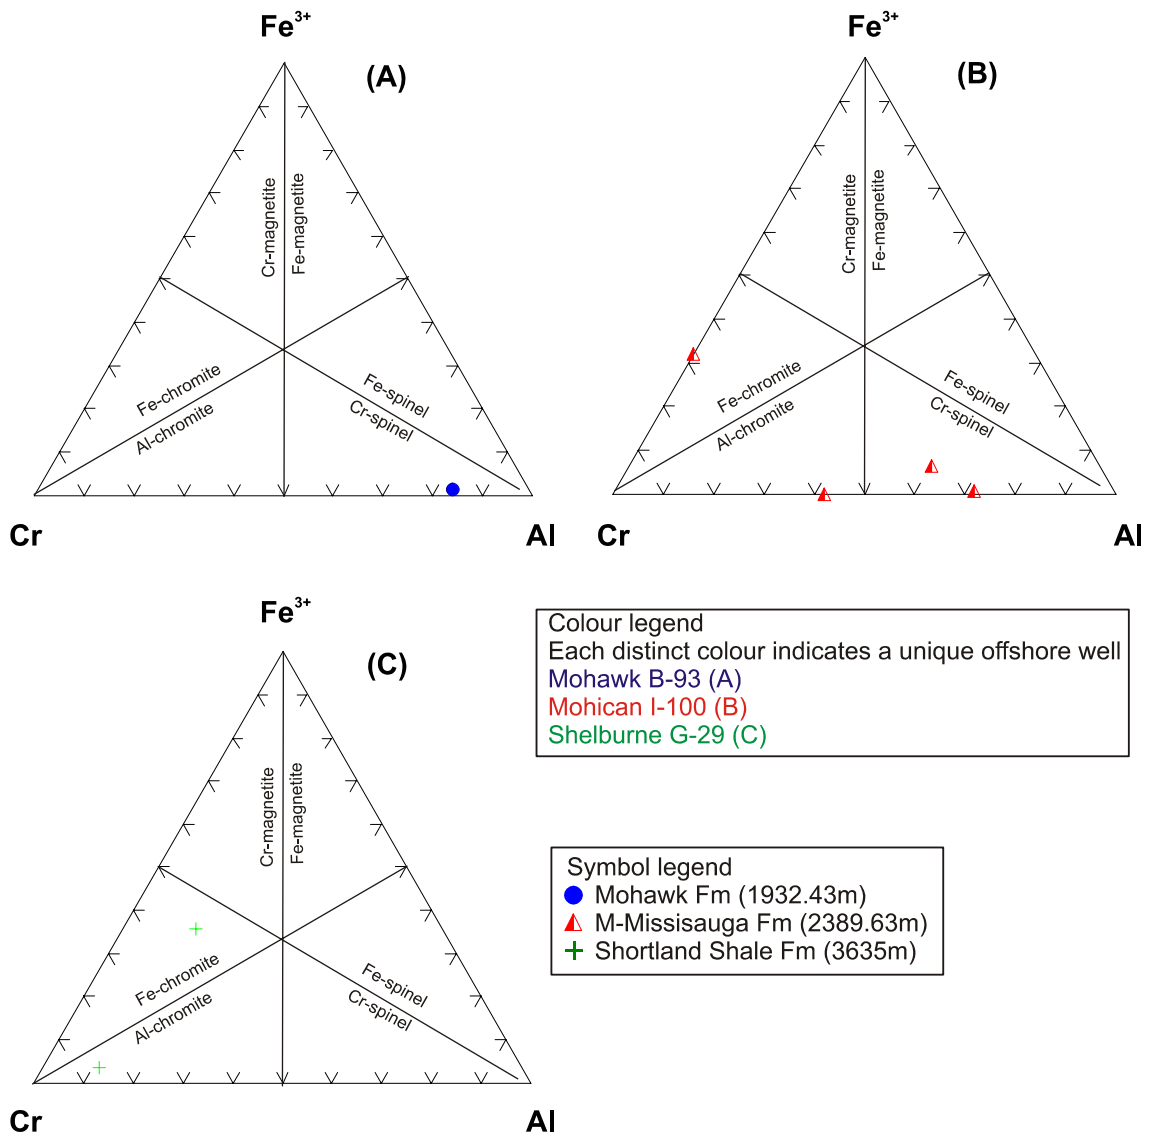 Fe3+
(A)
Cr-magnetite
Fe-magnetite
Fe-chromite
Al-chromite
Fe-spinel
Cr-spinel
Cr
Al
Fe3+
(B)
Cr-magnetite
Fe-magnetite
Fe-chromite
Al-chromite
Fe-spinel
Cr-spinel
Cr
Al
Fe3+
(C)
Cr-magnetite
Fe-magnetite
Fe-chromite
Al-chromite
Fe-spinel
Cr-spinel
Cr
Al
Colour legend
Each distinct colour indicates a unique offshore well
Mohawk B-93 (A)
Mohican I-100 (B)
Shelburne G-29 (C)
Symbol legend
Mohawk Fm (1932.43m)
M-Missisauga Fm (2389.63m)
Shortland Shale Fm (3635m)